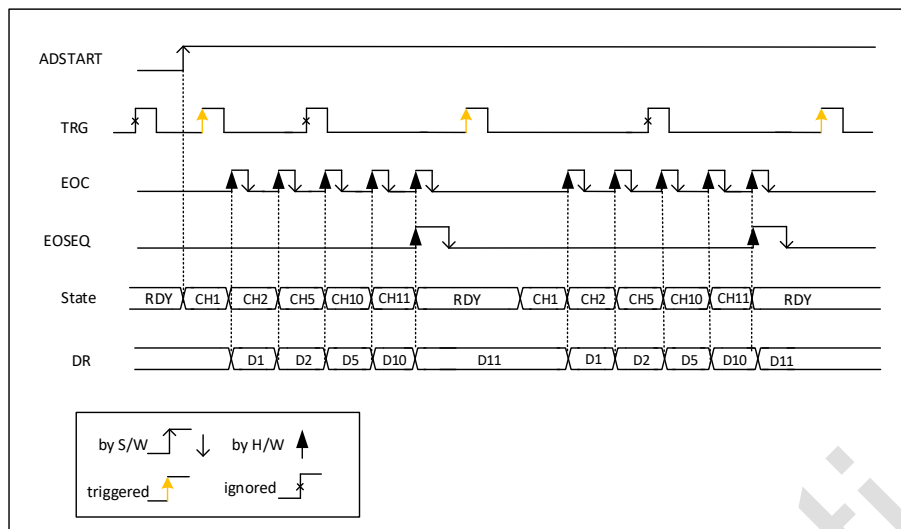 ADSTART
TRG
EOC
EOSEQ
State RDY CH1 CH2 CH5 CH10 CH11 RDY CH1 CH2 CH5 CH10 CH11 RDY
DR D1 D2 D5 D10 D11 D1 D2 D5 D10 D11
by S/W by H/W
triggered ignored